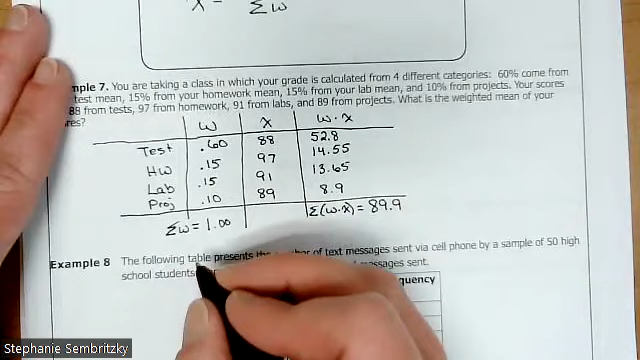 x̄ = Σw
mple 7. You are taking a class in which your grade is calculated from 4 different categories: 60% come from
test mean, 15% from your homework mean, 15% from your lab mean, and 10% from projects. Your scores
88 from tests, 97 from homework, 91 from labs, and 89 from projects. What is the weighted mean of your
res?
w x w·x
Test .60 88 52.8
HW .15 97 14.55
Lab .15 91 13.65
Proj .10 89 8.9
Σw = 1.00 Σ(w·x) = 89.9
Example 8 The following table presents the number of text messages sent via cell phone by a sample of 50 high
school students messages sent.
quency
Stephanie Sembritzky